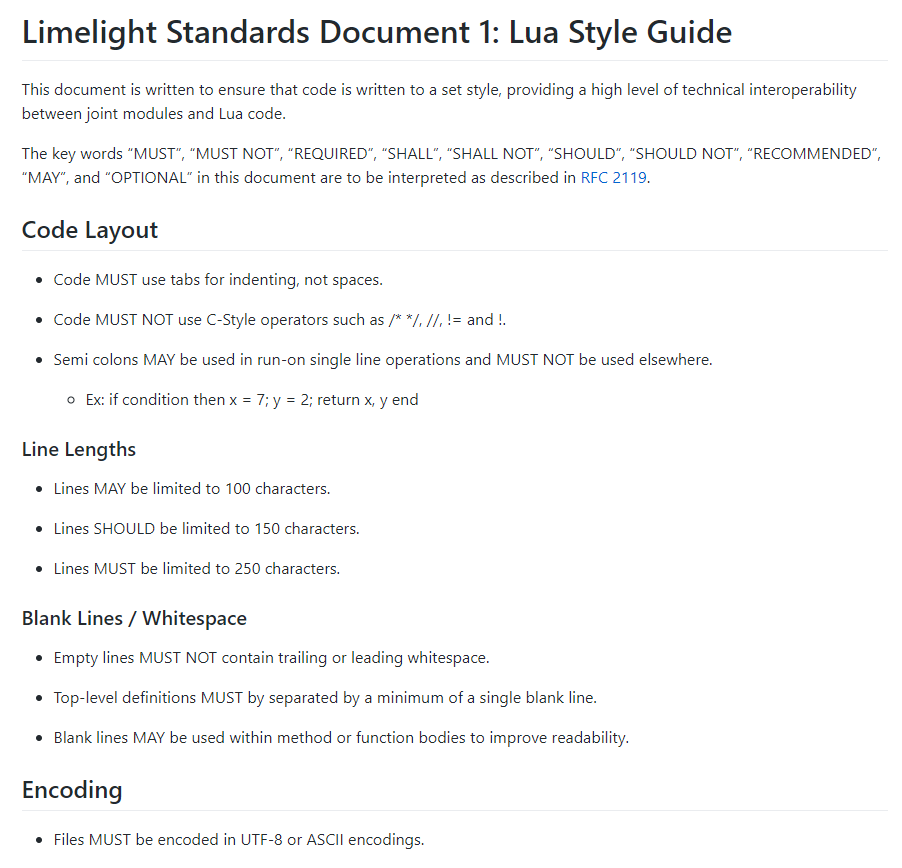 Limelight Standards Document 1: Lua Style Guide
This document is written to ensure that code is written to a set style, providing a high level of technical interoperability
between joint modules and Lua code.
The key words “MUST”, “MUST NOT”, “REQUIRED”, “SHALL”, “SHALL NOT”, “SHOULD”, “SHOULD NOT”, “RECOMMENDED”,
“MAY”, and “OPTIONAL” in this document are to be interpreted as described in RFC 2119.
Code Layout
• Code MUST use tabs for indenting, not spaces.
• Code MUST NOT use C-Style operators such as /* */, //, != and !.
• Semi colons MAY be used in run-on single line operations and MUST NOT be used elsewhere.
◦ Ex: if condition then x = 7; y = 2; return x, y end
Line Lengths
• Lines MAY be limited to 100 characters.
• Lines SHOULD be limited to 150 characters.
• Lines MUST be limited to 250 characters.
Blank Lines / Whitespace
• Empty lines MUST NOT contain trailing or leading whitespace.
• Top-level definitions MUST by separated by a minimum of a single blank line.
• Blank lines MAY be used within method or function bodies to improve readability.
Encoding
• Files MUST be encoded in UTF-8 or ASCII encodings.